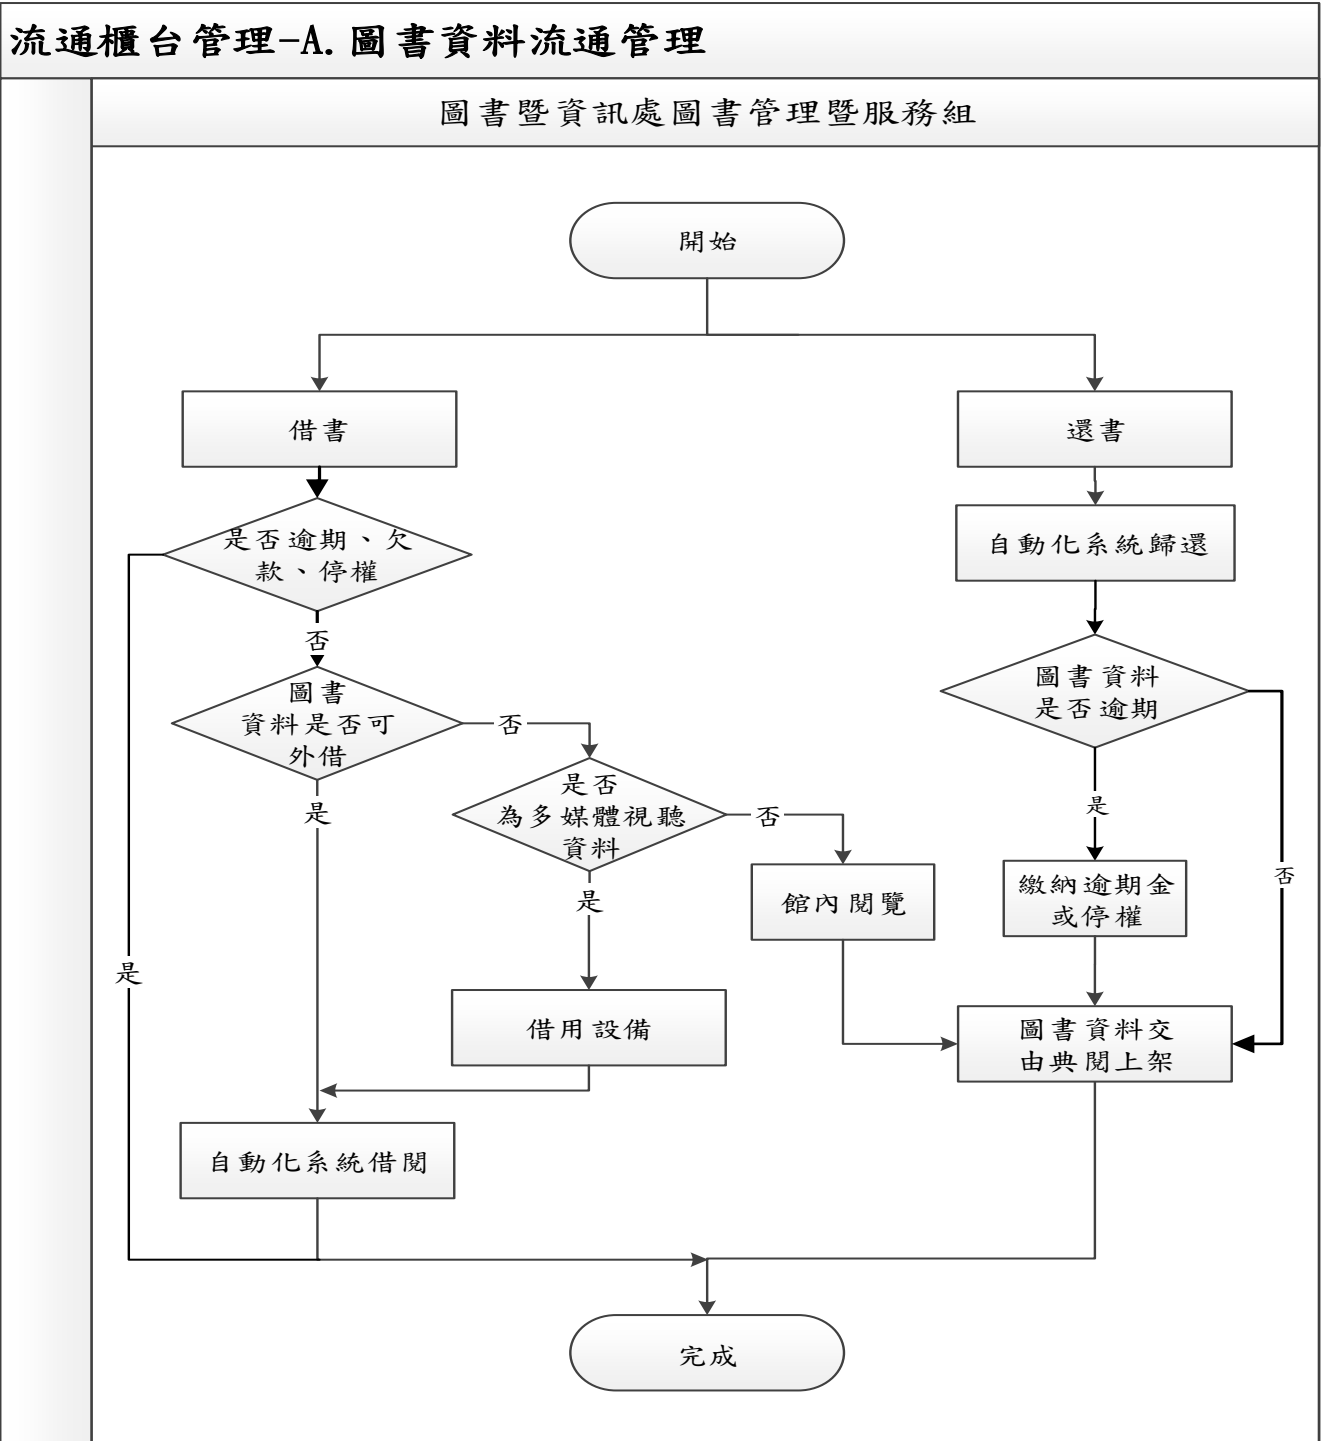 流通櫃台管理-A.圖書資料流通管理
圖書暨資訊處圖書管理暨服務組
開始
借書
是否逾期、欠
款、停權
否
圖書
資料是否可
外借
否
是
是否
為多媒體視聽
資料
否
是
館內閱覽
借用設備
是
自動化系統借閱
還書
自動化系統歸還
圖書資料
是否逾期
是
否
繳納逾期金
或停權
圖書資料交
由典閱上架
完成